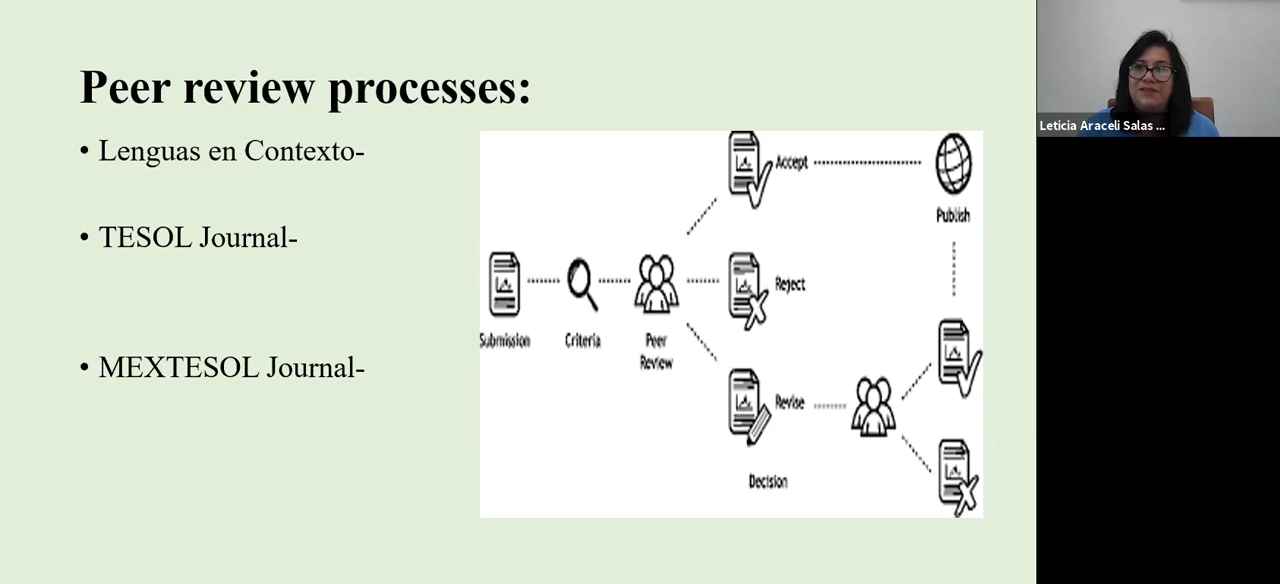 Peer review processes:
• Lenguas en Contexto-
• TESOL Journal-
• MEXTESOL Journal-
Accept
Publish
Reject
Submission
Criteria
Peer
Review
Revise
Decision
Leticia Araceli Salas ...